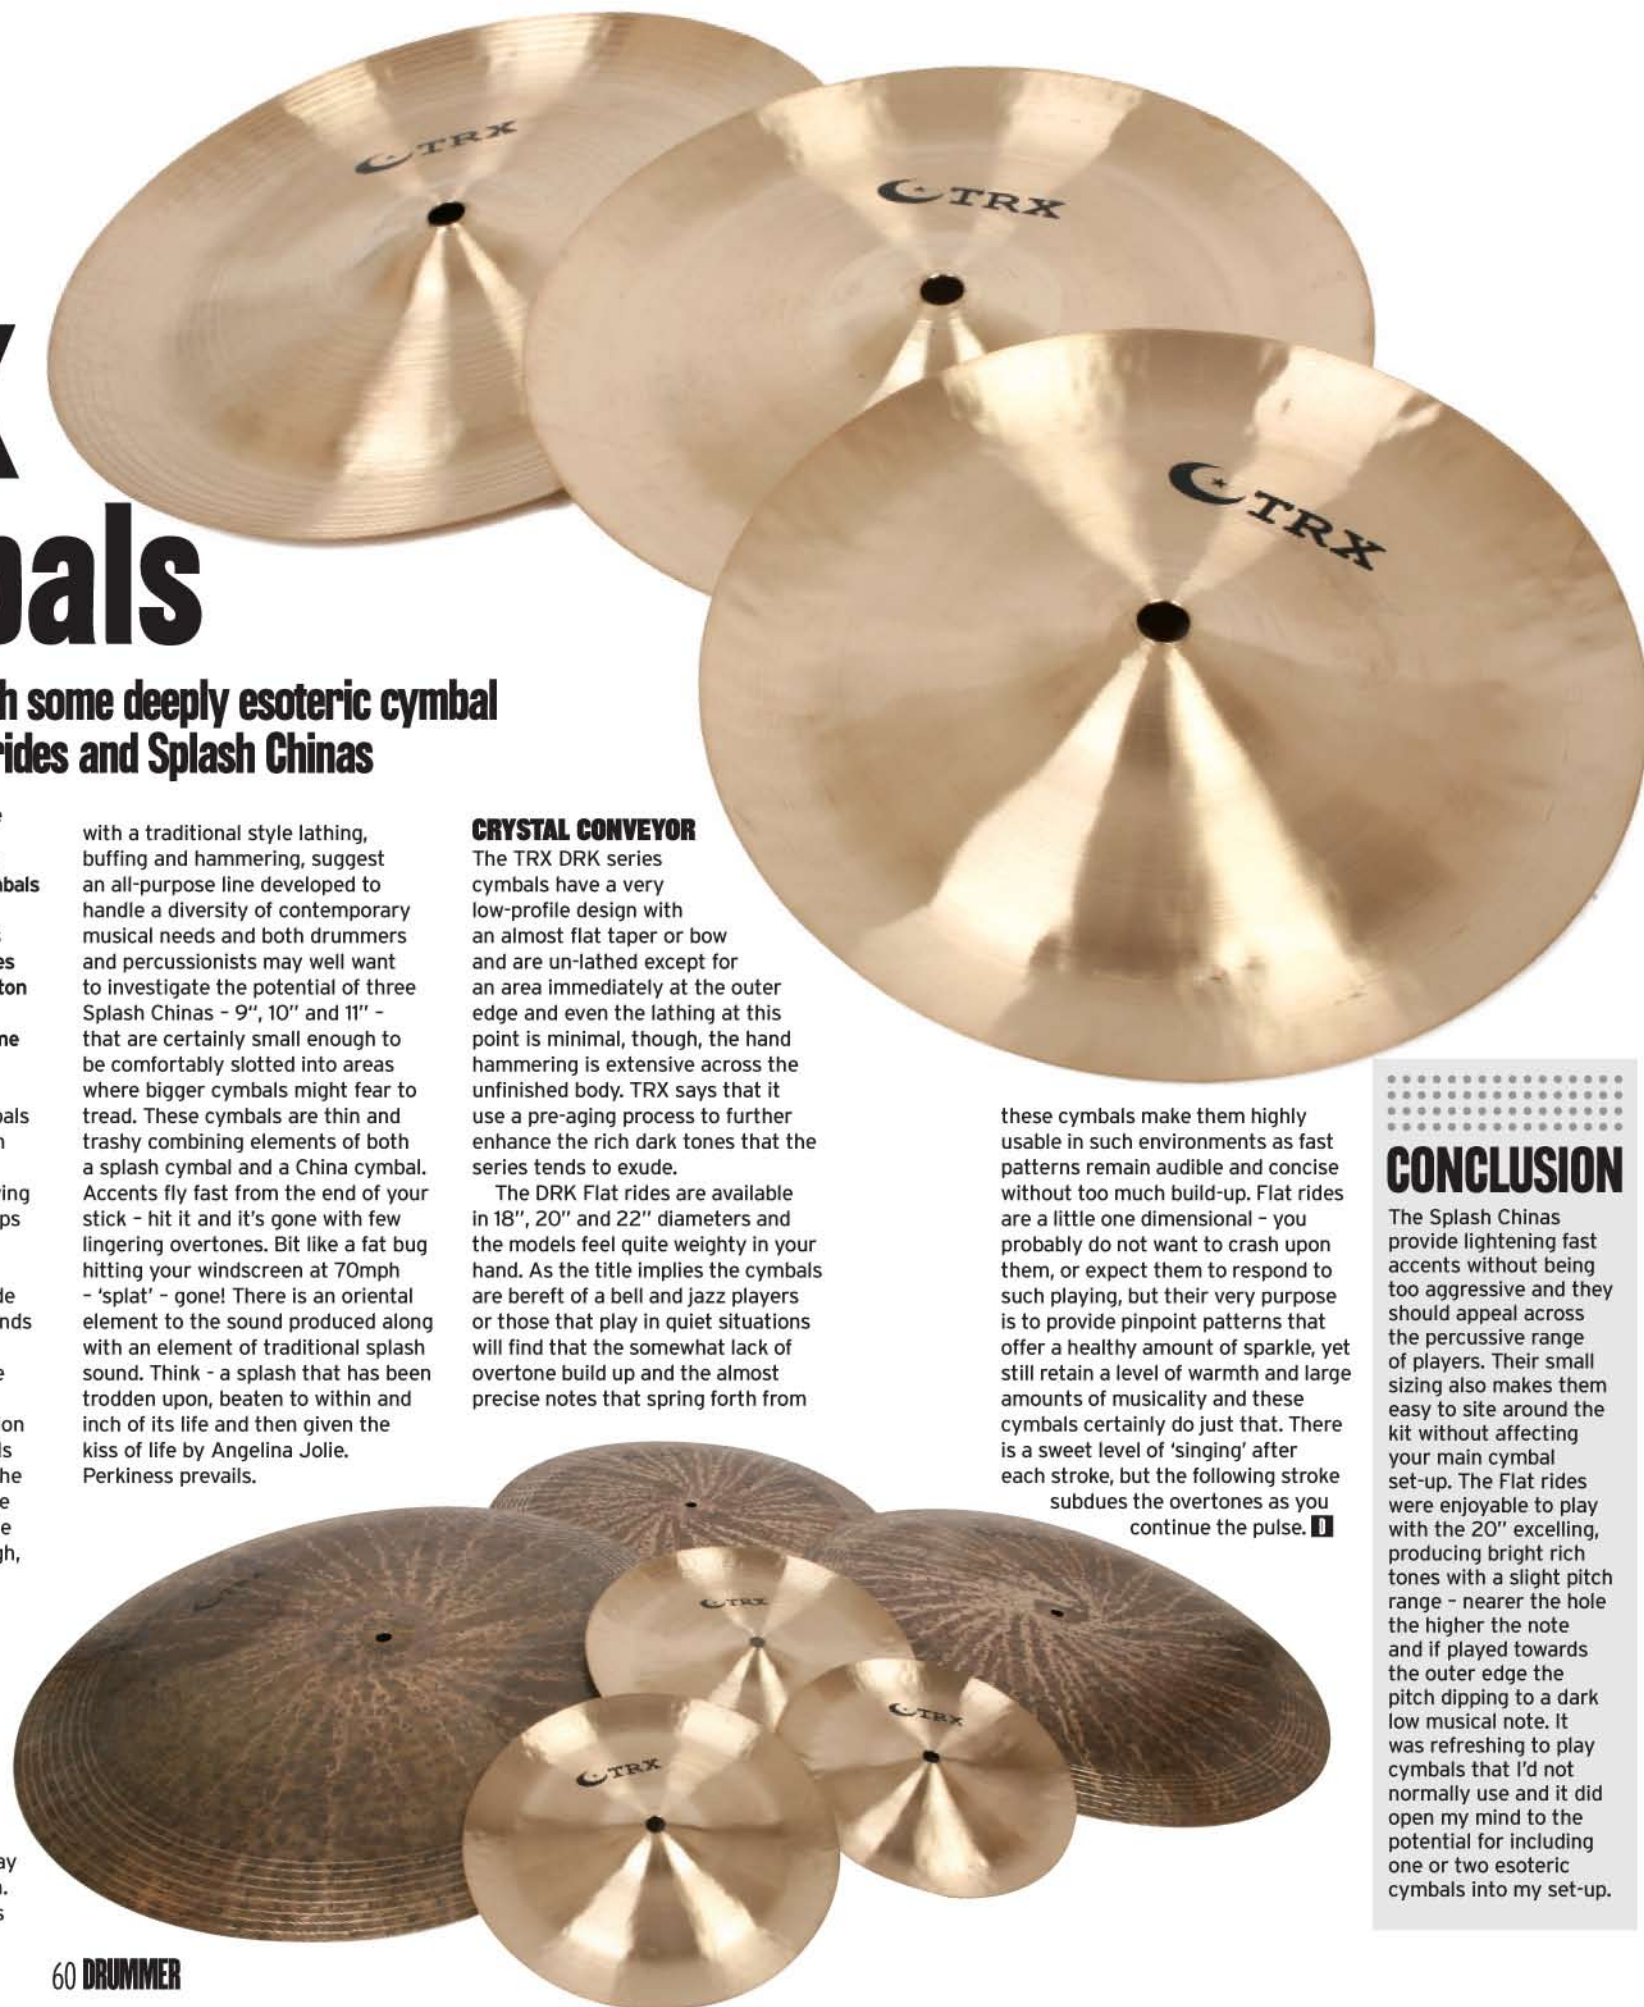 TRX
TRX
TRX
X
bals
h some deeply esoteric cymbal
rides and Splash Chinas
e
bals
s
es
ton
ne
bals
n
ing
ps
de
nds
e
on
ls
he
e
e
gh,
ay
n.
s
with a traditional style lathing,
buffing and hammering, suggest
an all-purpose line developed to
handle a diversity of contemporary
musical needs and both drummers
and percussionists may well want
to investigate the potential of three
Splash Chinas - 9", 10" and 11" -
that are certainly small enough to
be comfortably slotted into areas
where bigger cymbals might fear to
tread. These cymbals are thin and
trashy combining elements of both
a splash cymbal and a China cymbal.
Accents fly fast from the end of your
stick - hit it and it's gone with few
lingering overtones. Bit like a fat bug
hitting your windscreen at 70mph
- 'splat' - gone! There is an oriental
element to the sound produced along
with an element of traditional splash
sound. Think - a splash that has been
trodden upon, beaten to within and
inch of its life and then given the
kiss of life by Angelina Jolie.
Perkiness prevails.
CRYSTAL CONVEYOR
The TRX DRK series
cymbals have a very
low-profile design with
an almost flat taper or bow
and are un-lathed except for
an area immediately at the outer
edge and even the lathing at this
point is minimal, though, the hand
hammering is extensive across the
unfinished body. TRX says that it
use a pre-aging process to further
enhance the rich dark tones that the
series tends to exude.
The DRK Flat rides are available
in 18", 20" and 22" diameters and
the models feel quite weighty in your
hand. As the title implies the cymbals
are bereft of a bell and jazz players
or those that play in quiet situations
will find that the somewhat lack of
overtone build up and the almost
precise notes that spring forth from
these cymbals make them highly
usable in such environments as fast
patterns remain audible and concise
without too much build-up. Flat rides
are a little one dimensional - you
probably do not want to crash upon
them, or expect them to respond to
such playing, but their very purpose
is to provide pinpoint patterns that
offer a healthy amount of sparkle, yet
still retain a level of warmth and large
amounts of musicality and these
cymbals certainly do just that. There
is a sweet level of 'singing' after
each stroke, but the following stroke
subdues the overtones as you
continue the pulse. D
CONCLUSION
The Splash Chinas
provide lightening fast
accents without being
too aggressive and they
should appeal across
the percussive range
of players. Their small
sizing also makes them
easy to site around the
kit without affecting
your main cymbal
set-up. The Flat rides
were enjoyable to play
with the 20" excelling,
producing bright rich
tones with a slight pitch
range - nearer the hole
the higher the note
and if played towards
the outer edge the
pitch dipping to a dark
low musical note. It
was refreshing to play
cymbals that I'd not
normally use and it did
open my mind to the
potential for including
one or two esoteric
cymbals into my set-up.
TRX
TRX
TRX
60 DRUMMER